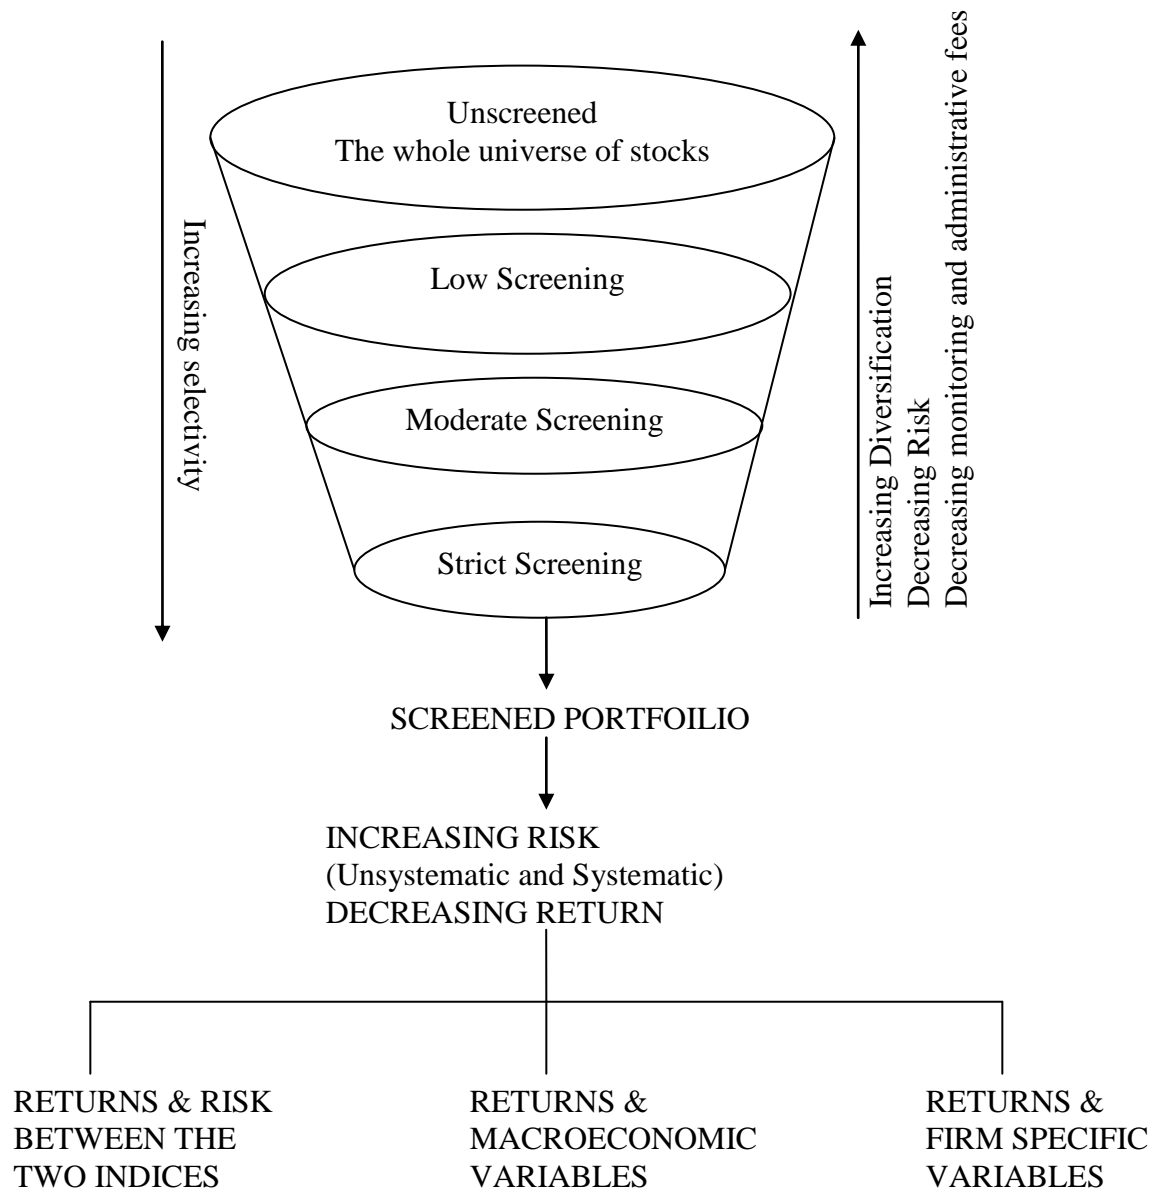 Unscreened
The whole universe of stocks
Low Screening
Moderate Screening
Strict Screening
Increasing selectivity
Increasing Diversification
Decreasing Risk
Decreasing monitoring and administrative fees
SCREENED PORTFOILIO
INCREASING RISK
(Unsystematic and Systematic)
DECREASING RETURN
RETURNS & RISK
BETWEEN THE
TWO INDICES
RETURNS &
MACROECONOMIC
VARIABLES
RETURNS &
FIRM SPECIFIC
VARIABLES